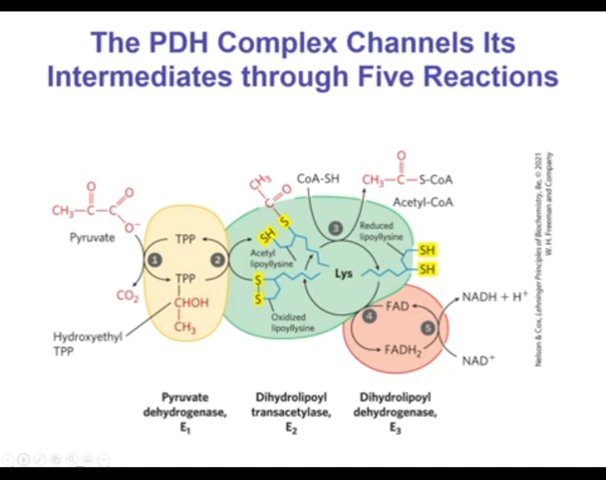 The PDH Complex Channels Its
Intermediates through Five Reactions
CH₃
O
CoA-SH
O
CH₃—C—S-CoA
Acetyl-CoA
O
O
CH₃—C—C
O⁻
Pyruvate
C
S
SH
Acetyl
lipoyllysine
3
Reduced
lipoyllysine
SH
SH
TPP
1
2
TPP
Lys
S
S
CO₂
CHOH
CH₃
Hydroxyethyl
TPP
Oxidized
lipoyllysine
4
FAD
5
FADH₂
NADH + H⁺
NAD⁺
Pyruvate
dehydrogenase,
E₁
Dihydrolipoyl
transacetylase,
E₂
Dihydrolipoyl
dehydrogenase,
E₃
Nelson & Cox, Lehninger Principles of Biochemistry, 8e, © 2021
W. H. Freeman and Company